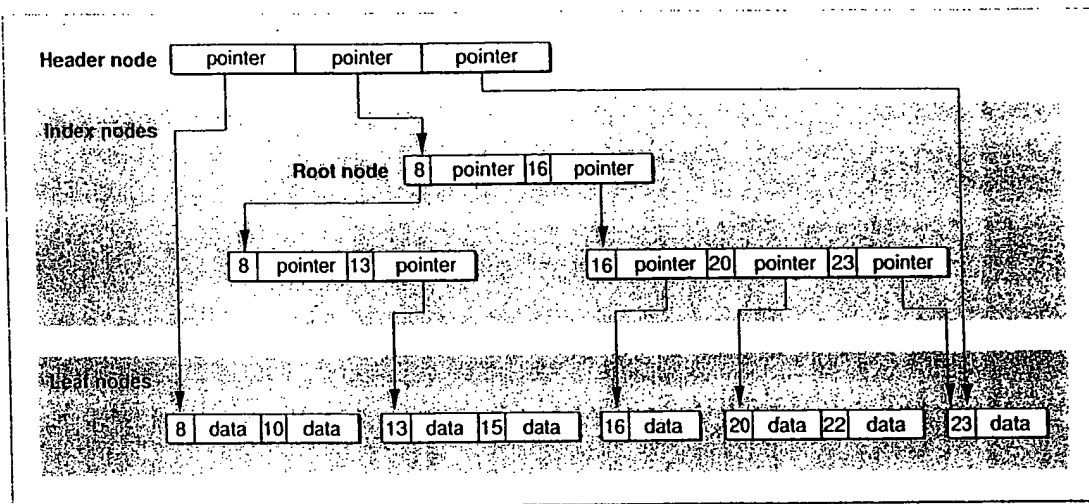 Header node pointer pointer pointer
Index nodes
Root node 8 pointer 16 pointer
8 pointer 13 pointer 16 pointer 20 pointer 23 pointer
Leaf nodes
8 data 10 data 13 data 15 data 16 data 20 data 22 data 23 data